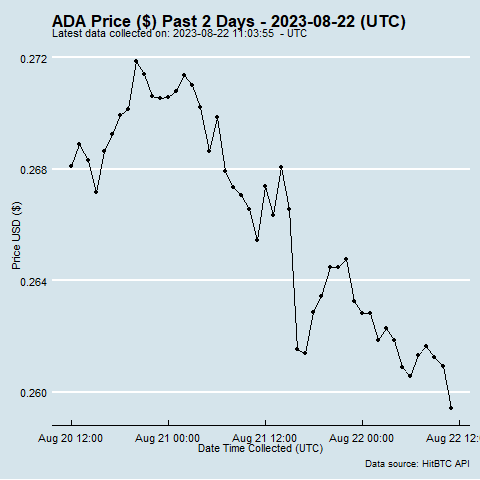 ADA Price ($) Past 2 Days - 2023-08-22 (UTC)
Latest data collected on: 2023-08-22 11:03:55  - UTC
0.272
0.268
0.264
0.260
Price USD ($)
Aug 20 12:00
Aug 21 00:00
Aug 21 12:00
Aug 22 00:00
Aug 22 12:0
Date Time Collected (UTC)
Data source: HitBTC API